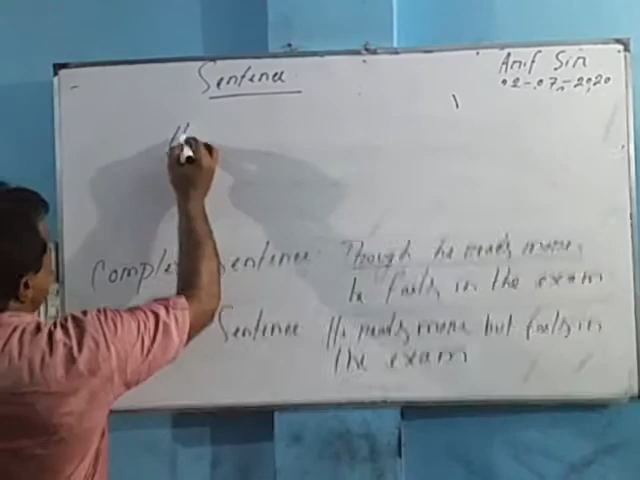 Sentence
Anif Sir
02-07-2020
H
Complex Sentence Though he reads more,
he fails in the exam
Sentence He reads more but fails in
the exam